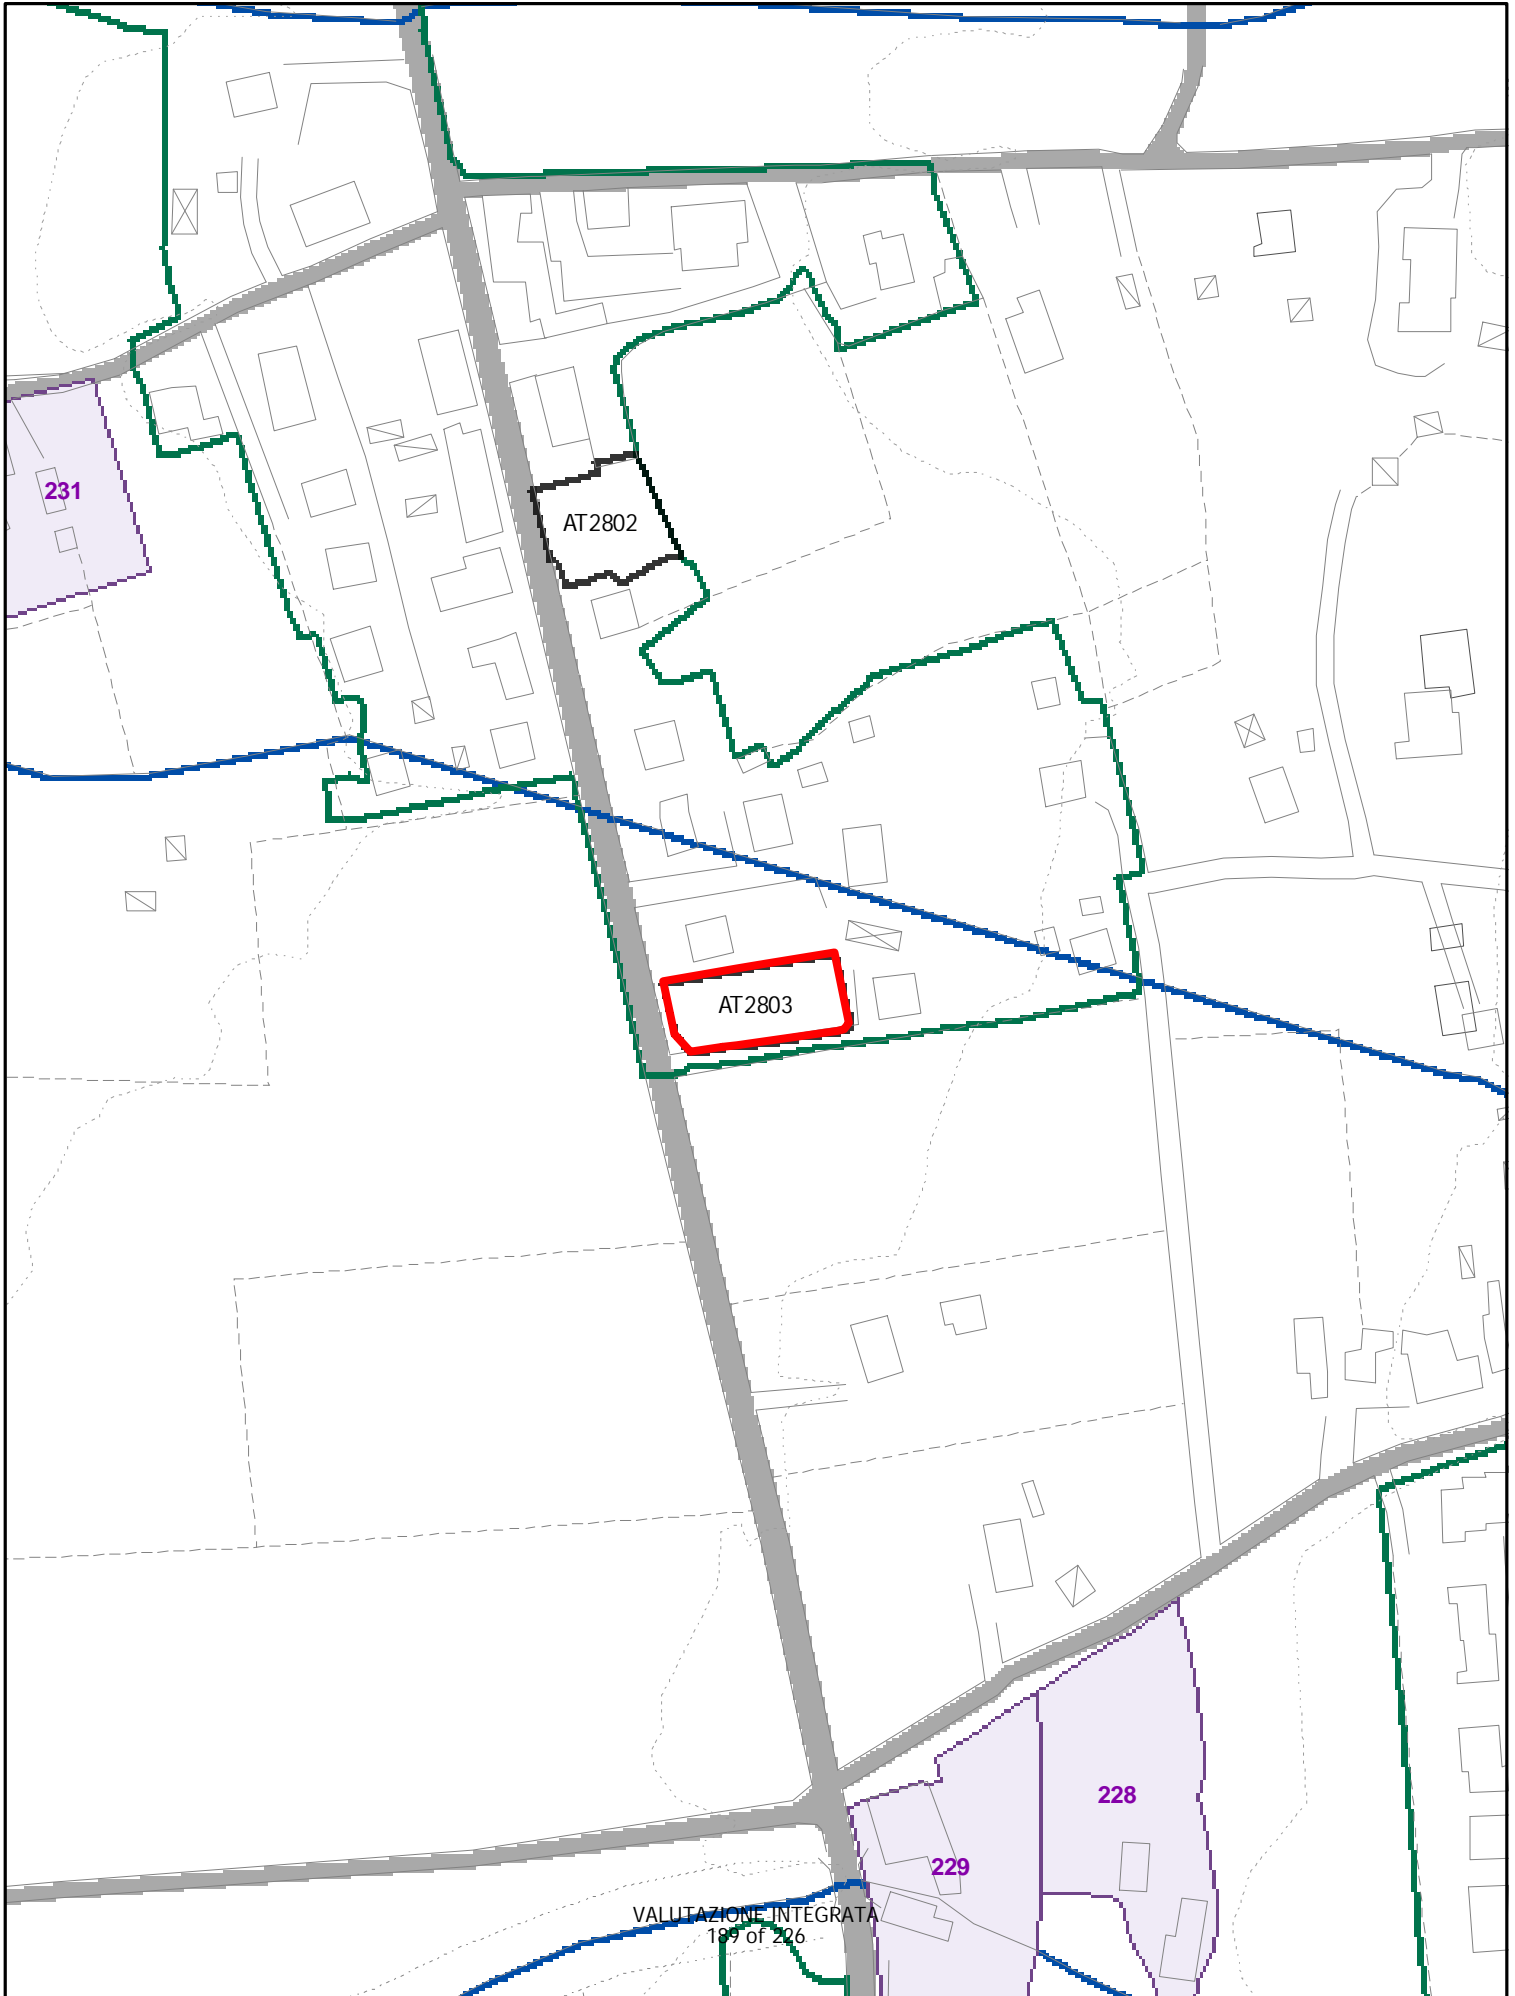 231
AT2802
AT2803
228
229
VALUTAZIONE INTEGRATA
189 of 226